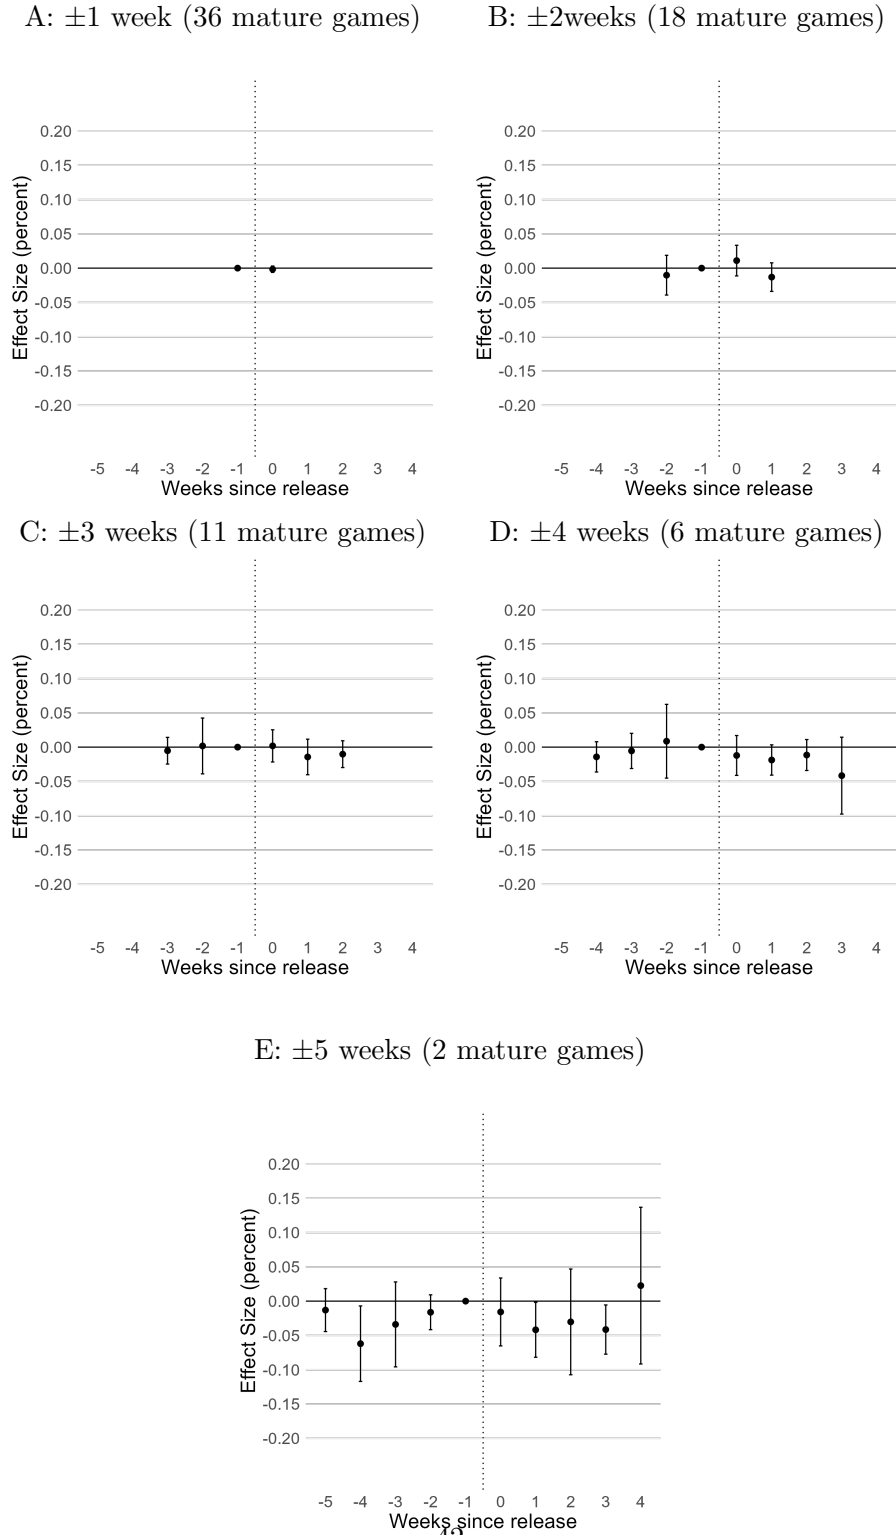 A: ±1 week (36 mature games)
B: ±2weeks (18 mature games)
Effect Size (percent)
0.20
0.15
0.10
0.05
0.00
-0.05
-0.10
-0.15
-0.20
-5 -4 -3 -2 -1 0 1 2 3 4
Weeks since release
Effect Size (percent)
0.20
0.15
0.10
0.05
0.00
-0.05
-0.10
-0.15
-0.20
-5 -4 -3 -2 -1 0 1 2 3 4
Weeks since release
C: ±3 weeks (11 mature games)
D: ±4 weeks (6 mature games)
Effect Size (percent)
0.20
0.15
0.10
0.05
0.00
-0.05
-0.10
-0.15
-0.20
-5 -4 -3 -2 -1 0 1 2 3 4
Weeks since release
Effect Size (percent)
0.20
0.15
0.10
0.05
0.00
-0.05
-0.10
-0.15
-0.20
-5 -4 -3 -2 -1 0 1 2 3 4
Weeks since release
E: ±5 weeks (2 mature games)
Effect Size (percent)
0.20
0.15
0.10
0.05
0.00
-0.05
-0.10
-0.15
-0.20
-5 -4 -3 -2 -1 0 1 2 3 4
Weeks since release